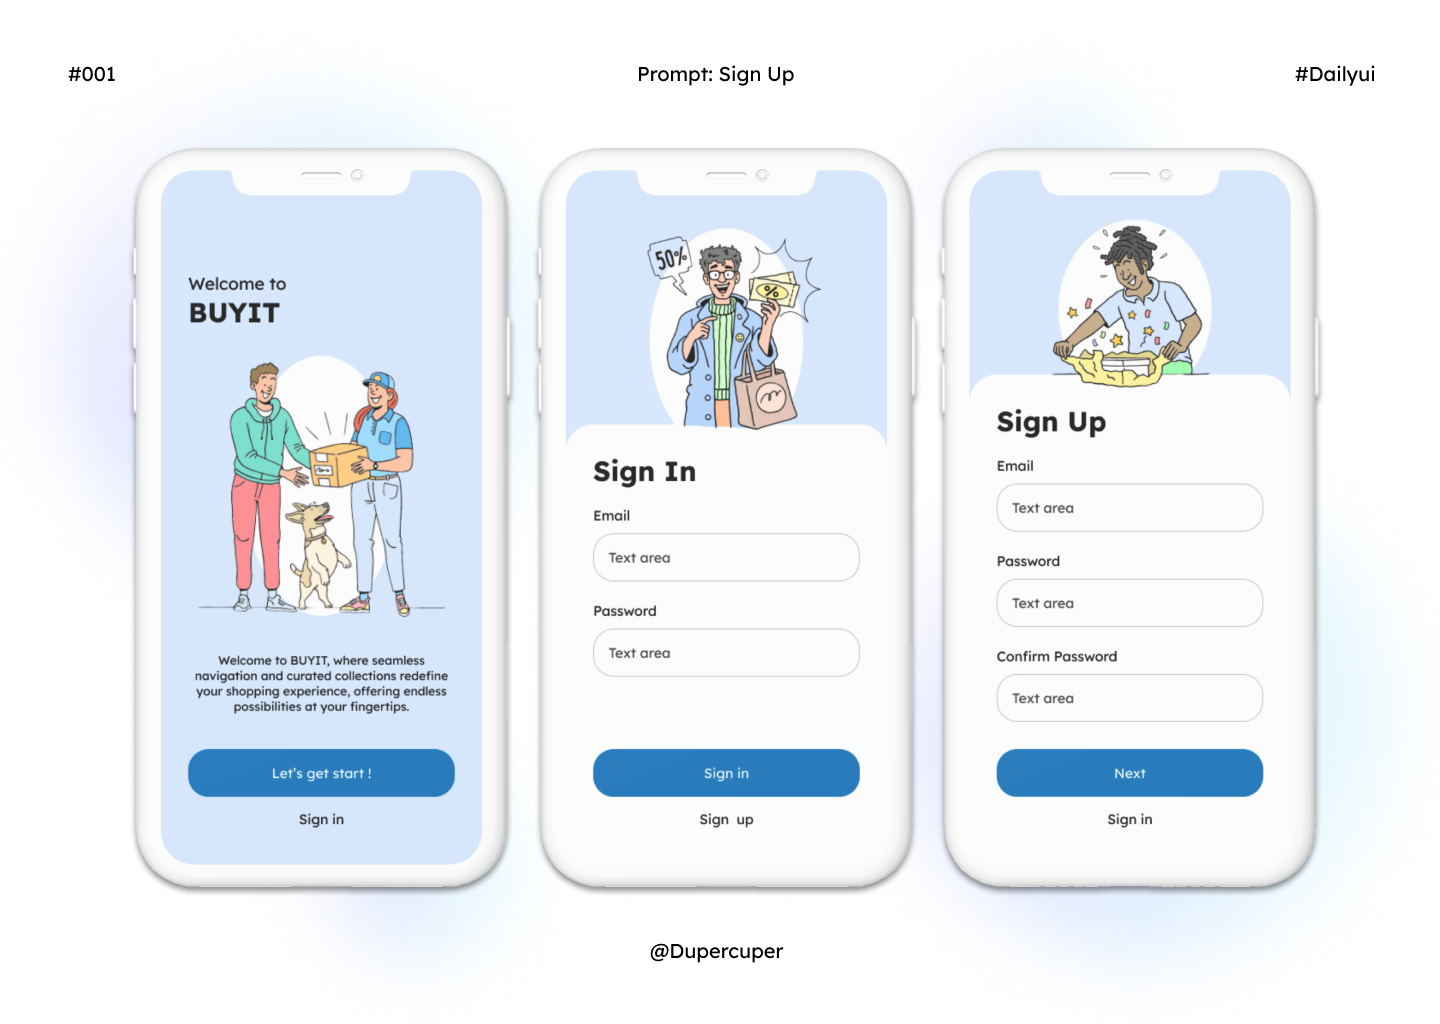 #001
Prompt: Sign Up
#Dailyui
Welcome to
BUYIT
Welcome to BUYIT, where seamless
navigation and curated collections redefine
your shopping experience, offering endless
possibilities at your fingertips.
Let's get start !
Sign in
50%
%
Sign In
Email
Text area
Password
Text area
Sign in
Sign up
Sign Up
Email
Text area
Password
Text area
Confirm Password
Text area
Next
Sign in
@Dupercuper